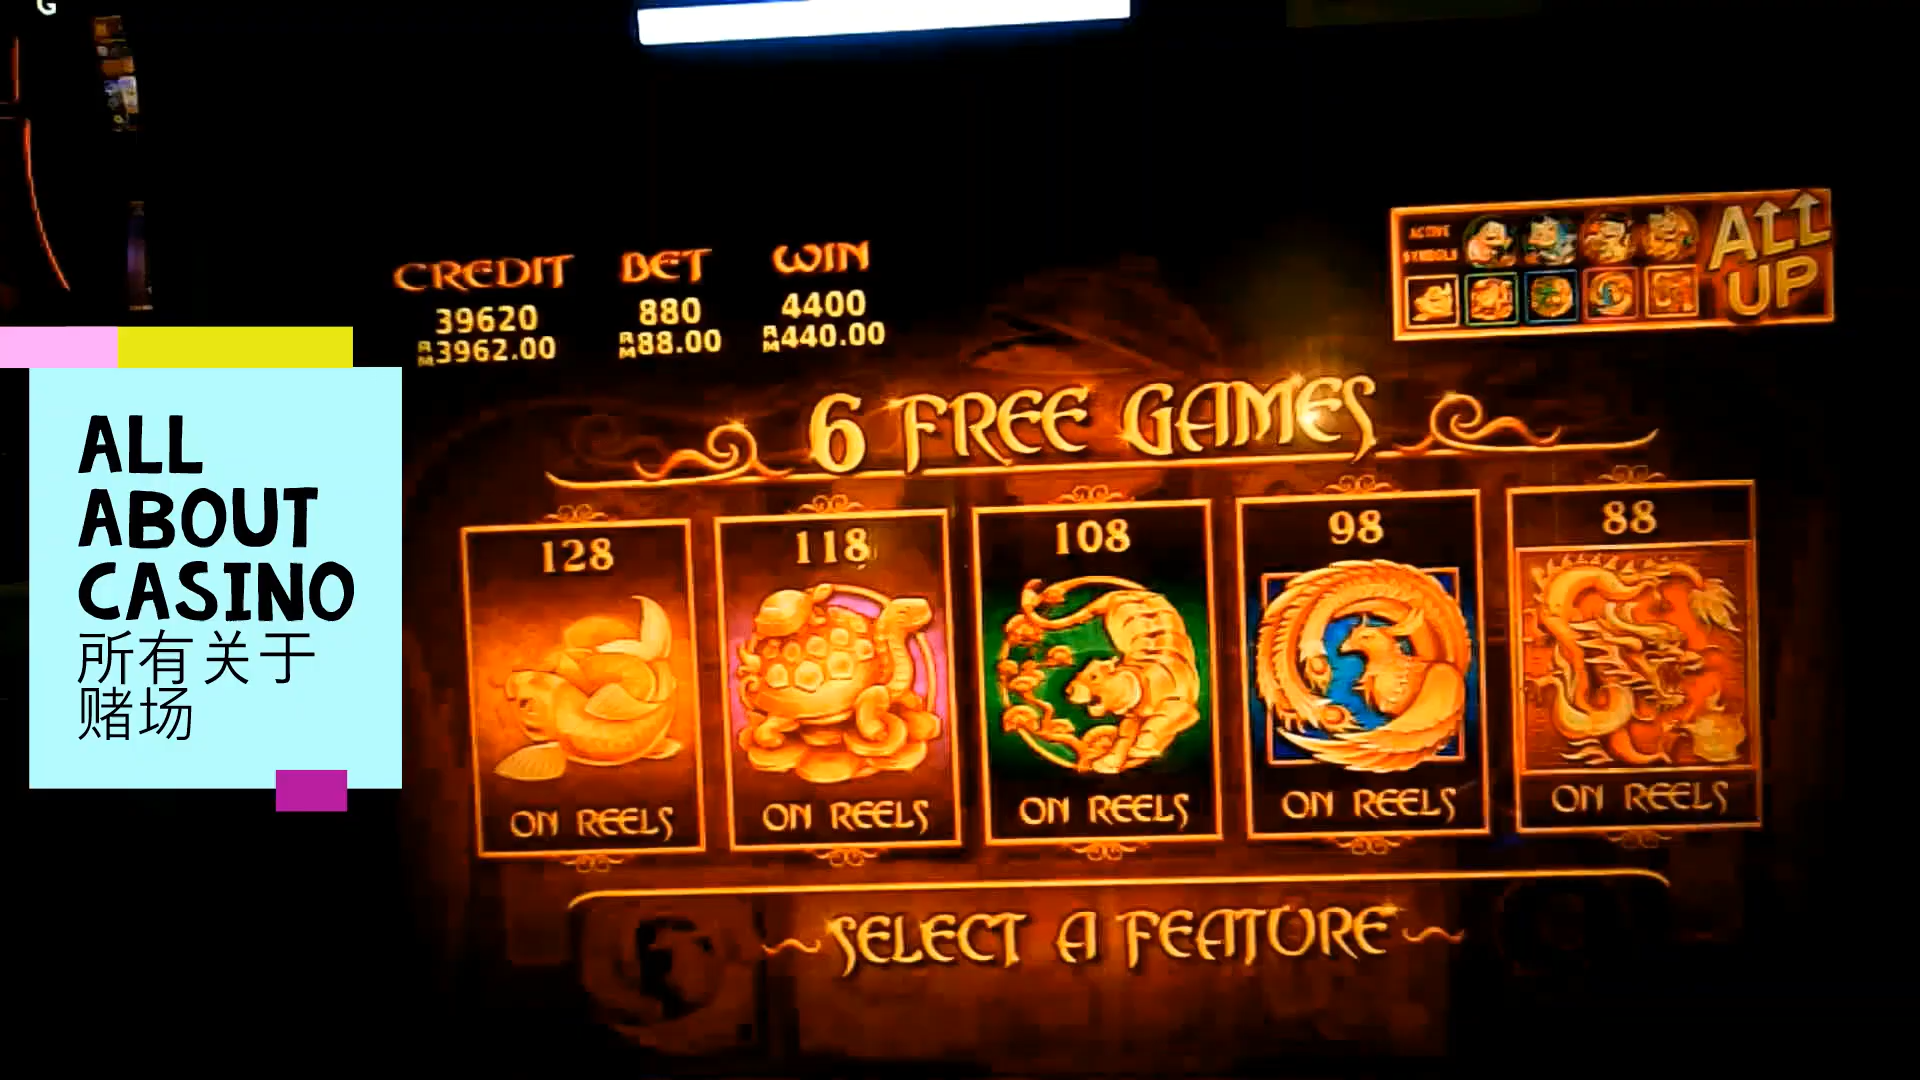 G
CREDIT BET WIN
39620 880 4400
RM3962.00 RM88.00 RM440.00
ACTIVE
SYMBOLS
ALL
UP
6 FREE GAMES
128 118 108 98 88
ON REELS ON REELS ON REELS ON REELS ON REELS
SELECT A FEATURE
ALL
ABOUT
CASINO
所有关于
赌场